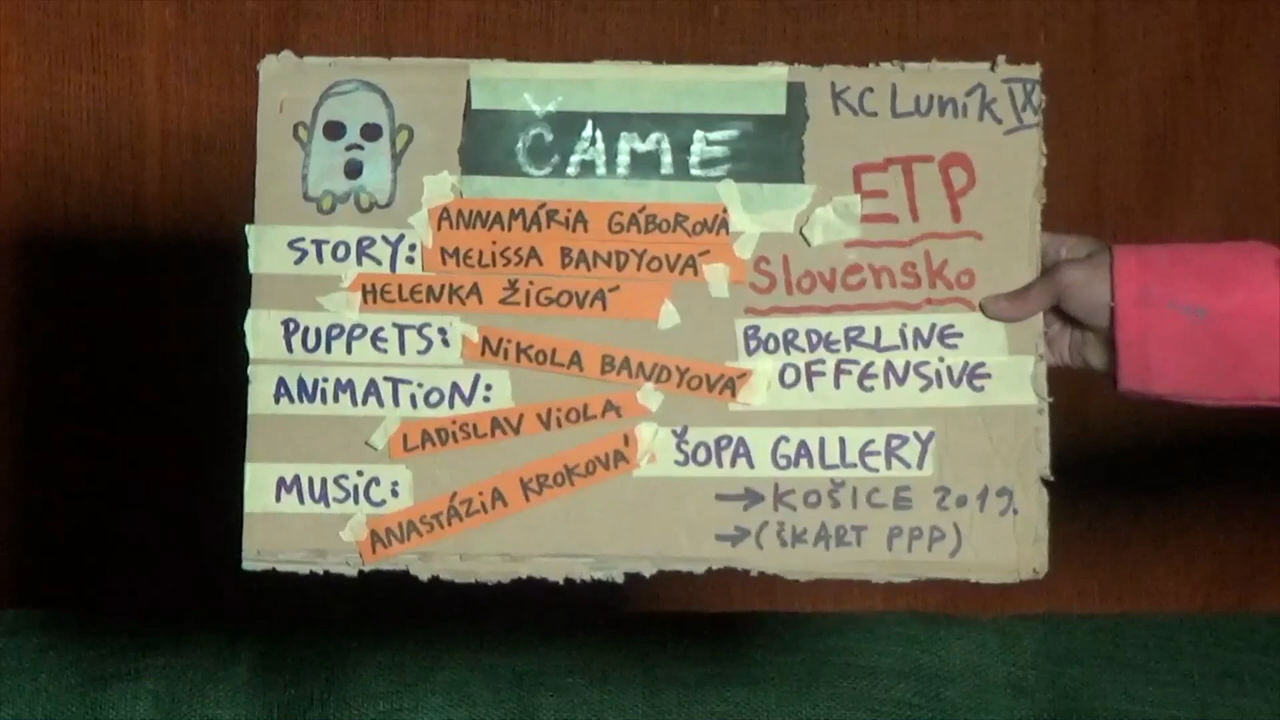 ČAME
KC Luník IX
ETP
Slovensko
STORY:
ANNAMÁRIA GÁBOROVÁ
MELISSA BANDYOVÁ
HELENKA ŽIGOVÁ
PUPPETS:
NIKOLA BANDYOVÁ
ANIMATION:
LADISLAV VIOLA
MUSIC:
ANASTÁZIA KROKOVÁ
BORDERLINE
OFFENSIVE
ŠOPA GALLERY
→KOŠICE 2019.
→(ŠKART PPP)